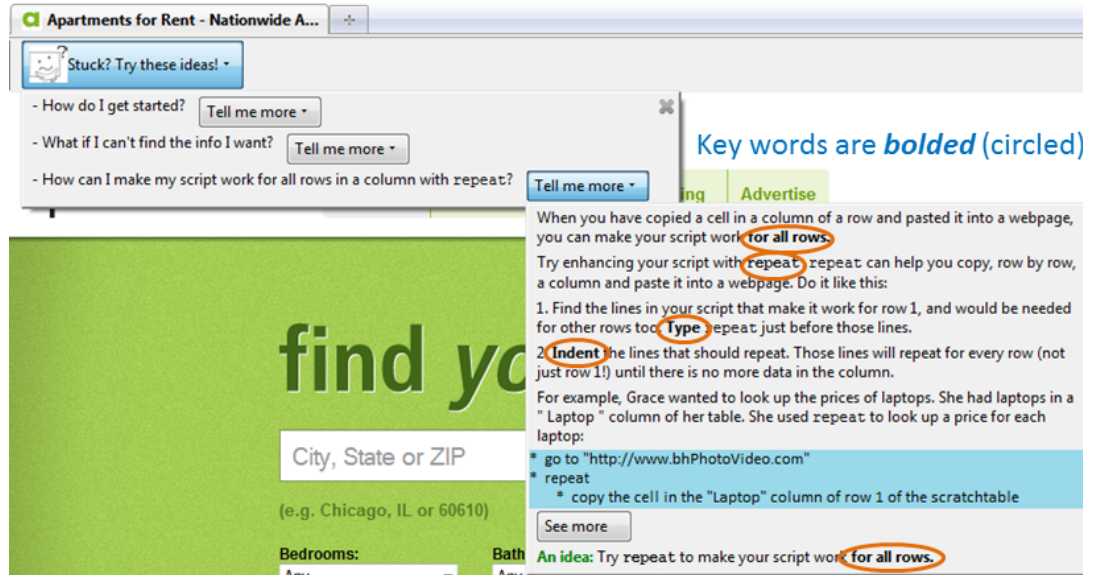 Apartments for Rent - Nationwide A...
Stuck? Try these ideas!
- How do I get started? Tell me more
- What if I can't find the info I want? Tell me more
- How can I make my script work for all rows in a column with repeat? Tell me more
Key words are bolded (circled)
Advertise
When you have copied a cell in a column of a row and pasted it into a webpage,
you can make your script work for all rows.
Try enhancing your script with repeat. repeat can help you copy, row by row,
a column and paste it into a webpage. Do it like this:
1. Find the lines in your script that make it work for row 1, and would be needed
for other rows too. Type repeat just before those lines.
2. Indent the lines that should repeat. Those lines will repeat for every row (not
just row 1!) until there is no more data in the column.
For example, Grace wanted to look up the prices of laptops. She had laptops in a
" Laptop " column of her table. She used repeat to look up a price for each
laptop:
* go to "http://www.bhPhotoVideo.com"
* repeat
* copy the cell in the "Laptop" column of row 1 of the scratchtable
See more
An idea: Try repeat to make your script work for all rows.
find
City, State or ZIP
(e.g. Chicago, IL or 60610)
Bedrooms:
Bath